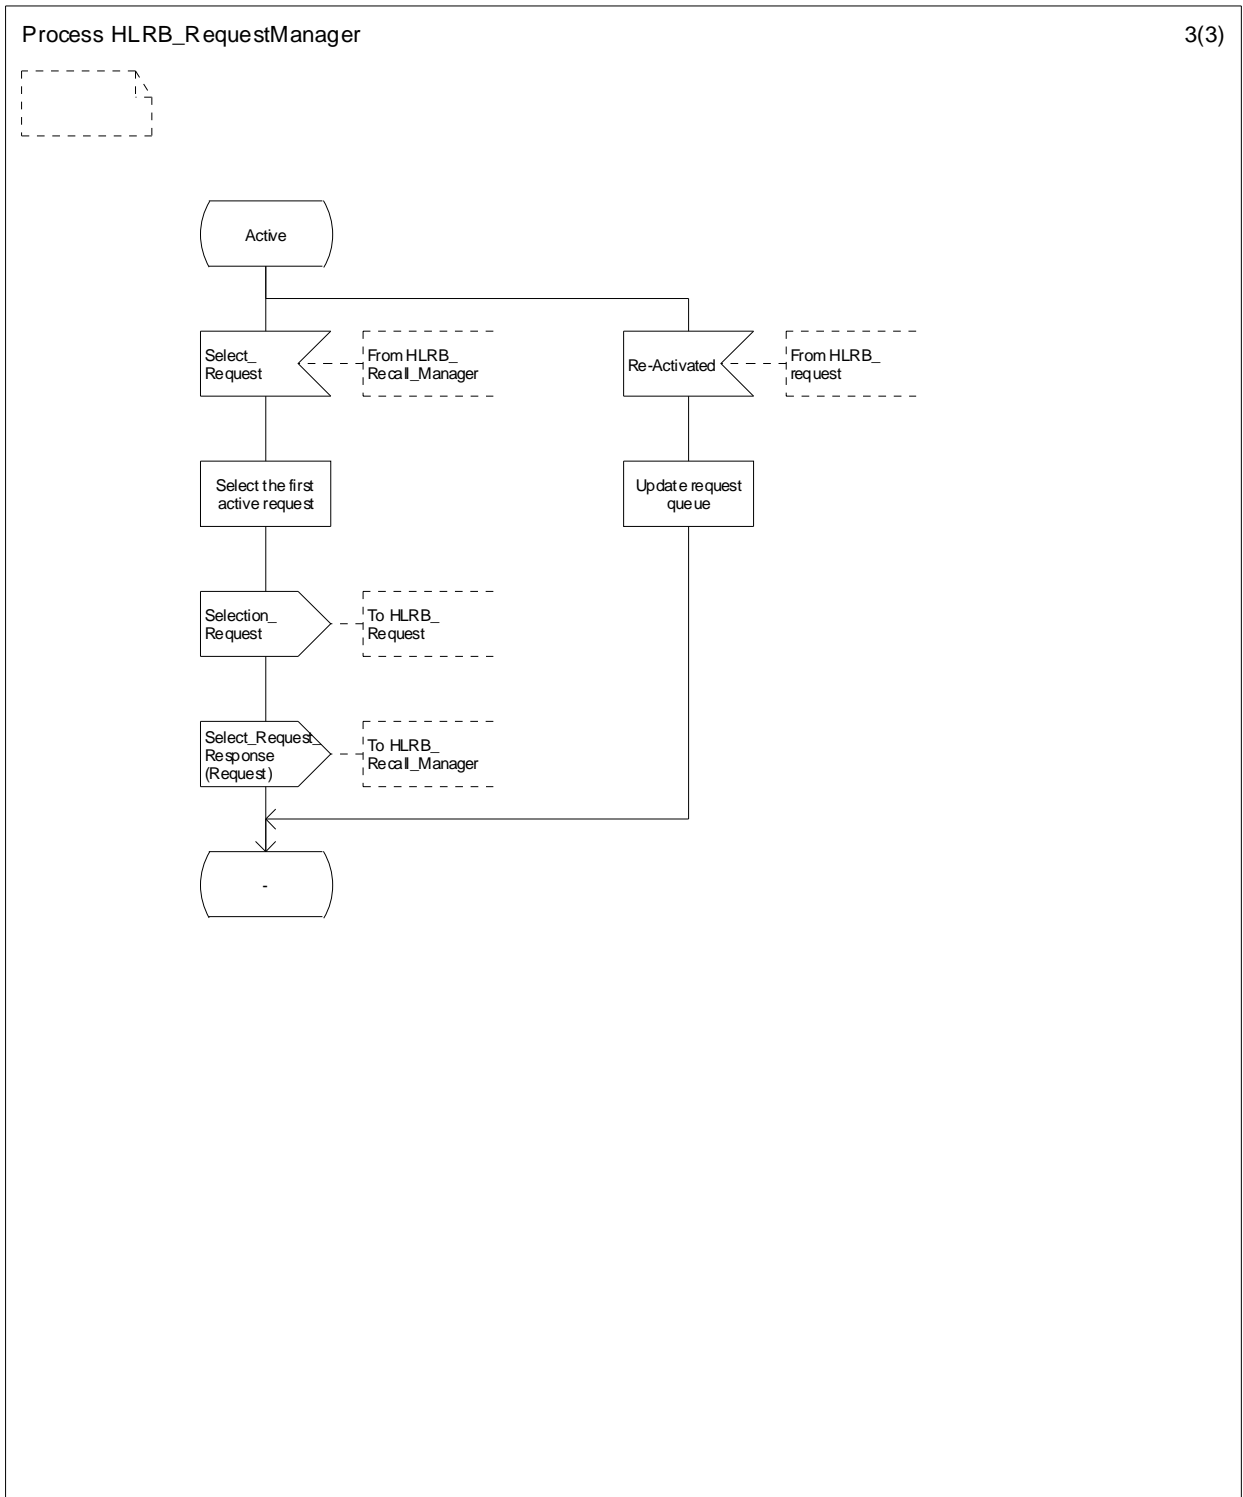 Process HLRB_RequestManager
3(3)
Active
Select_
Request
From HLRB_
Recall_Manager
Re-Activated
From HLRB_
request
Select the first
active request
Update request
queue
Selection_
Request
To HLRB_
Request
Select_Request_
Response
(Request)
To HLRB_
Recall_Manager
-